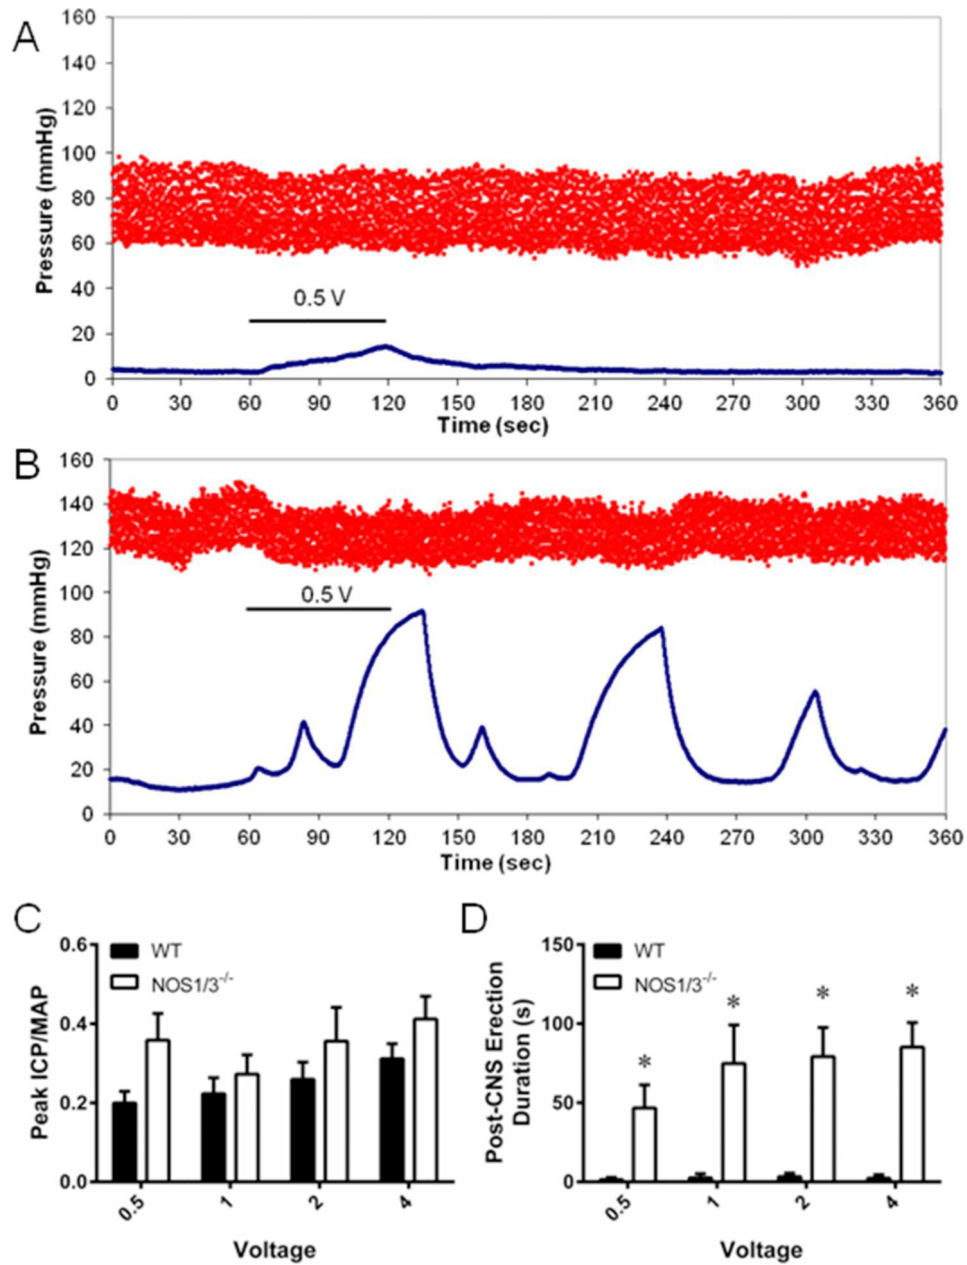 A
160
140
120
100
80
60
40
20
0
Pressure (mmHg)
0.5 V
0 30 60 90 120 150 180 210 240 270 300 330 360
Time (sec)
B
160
140
120
100
80
60
40
20
0
Pressure (mmHg)
0.5 V
0 30 60 90 120 150 180 210 240 270 300 330 360
Time (sec)
C
0.6
0.4
0.2
0.0
Peak ICP/MAP
WT
NOS1/3-/-
0.5 1 2 4
Voltage
D
150
100
50
0
Post-CNS Erection
Duration (s)
WT
NOS1/3-/-
* * * *
0.5 1 2 4
Voltage